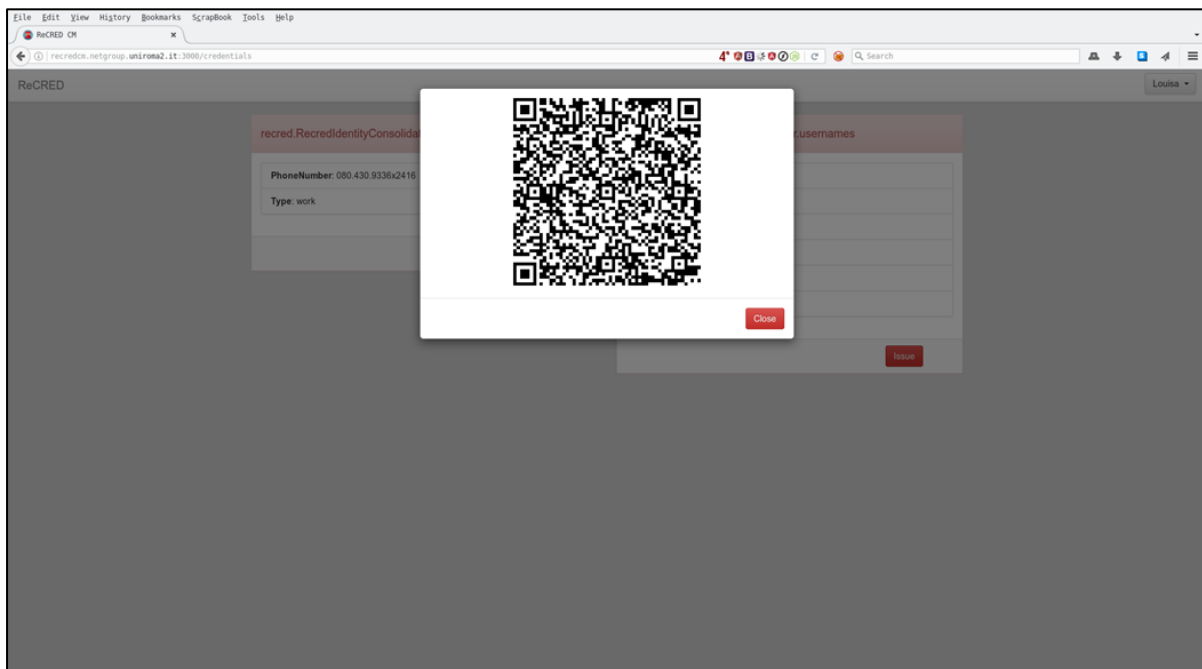 File Edit View History Bookmarks ScrapBook Tools Help
ReCRED CM
recredcm.netgroup.uniroma2.it:3000/credentials
Search
ReCRED
Louisa
recred.RecredIdentityConsolida
r.usernames
PhoneNumber: 080.430.9336x2416
Type: work
Close
Issue